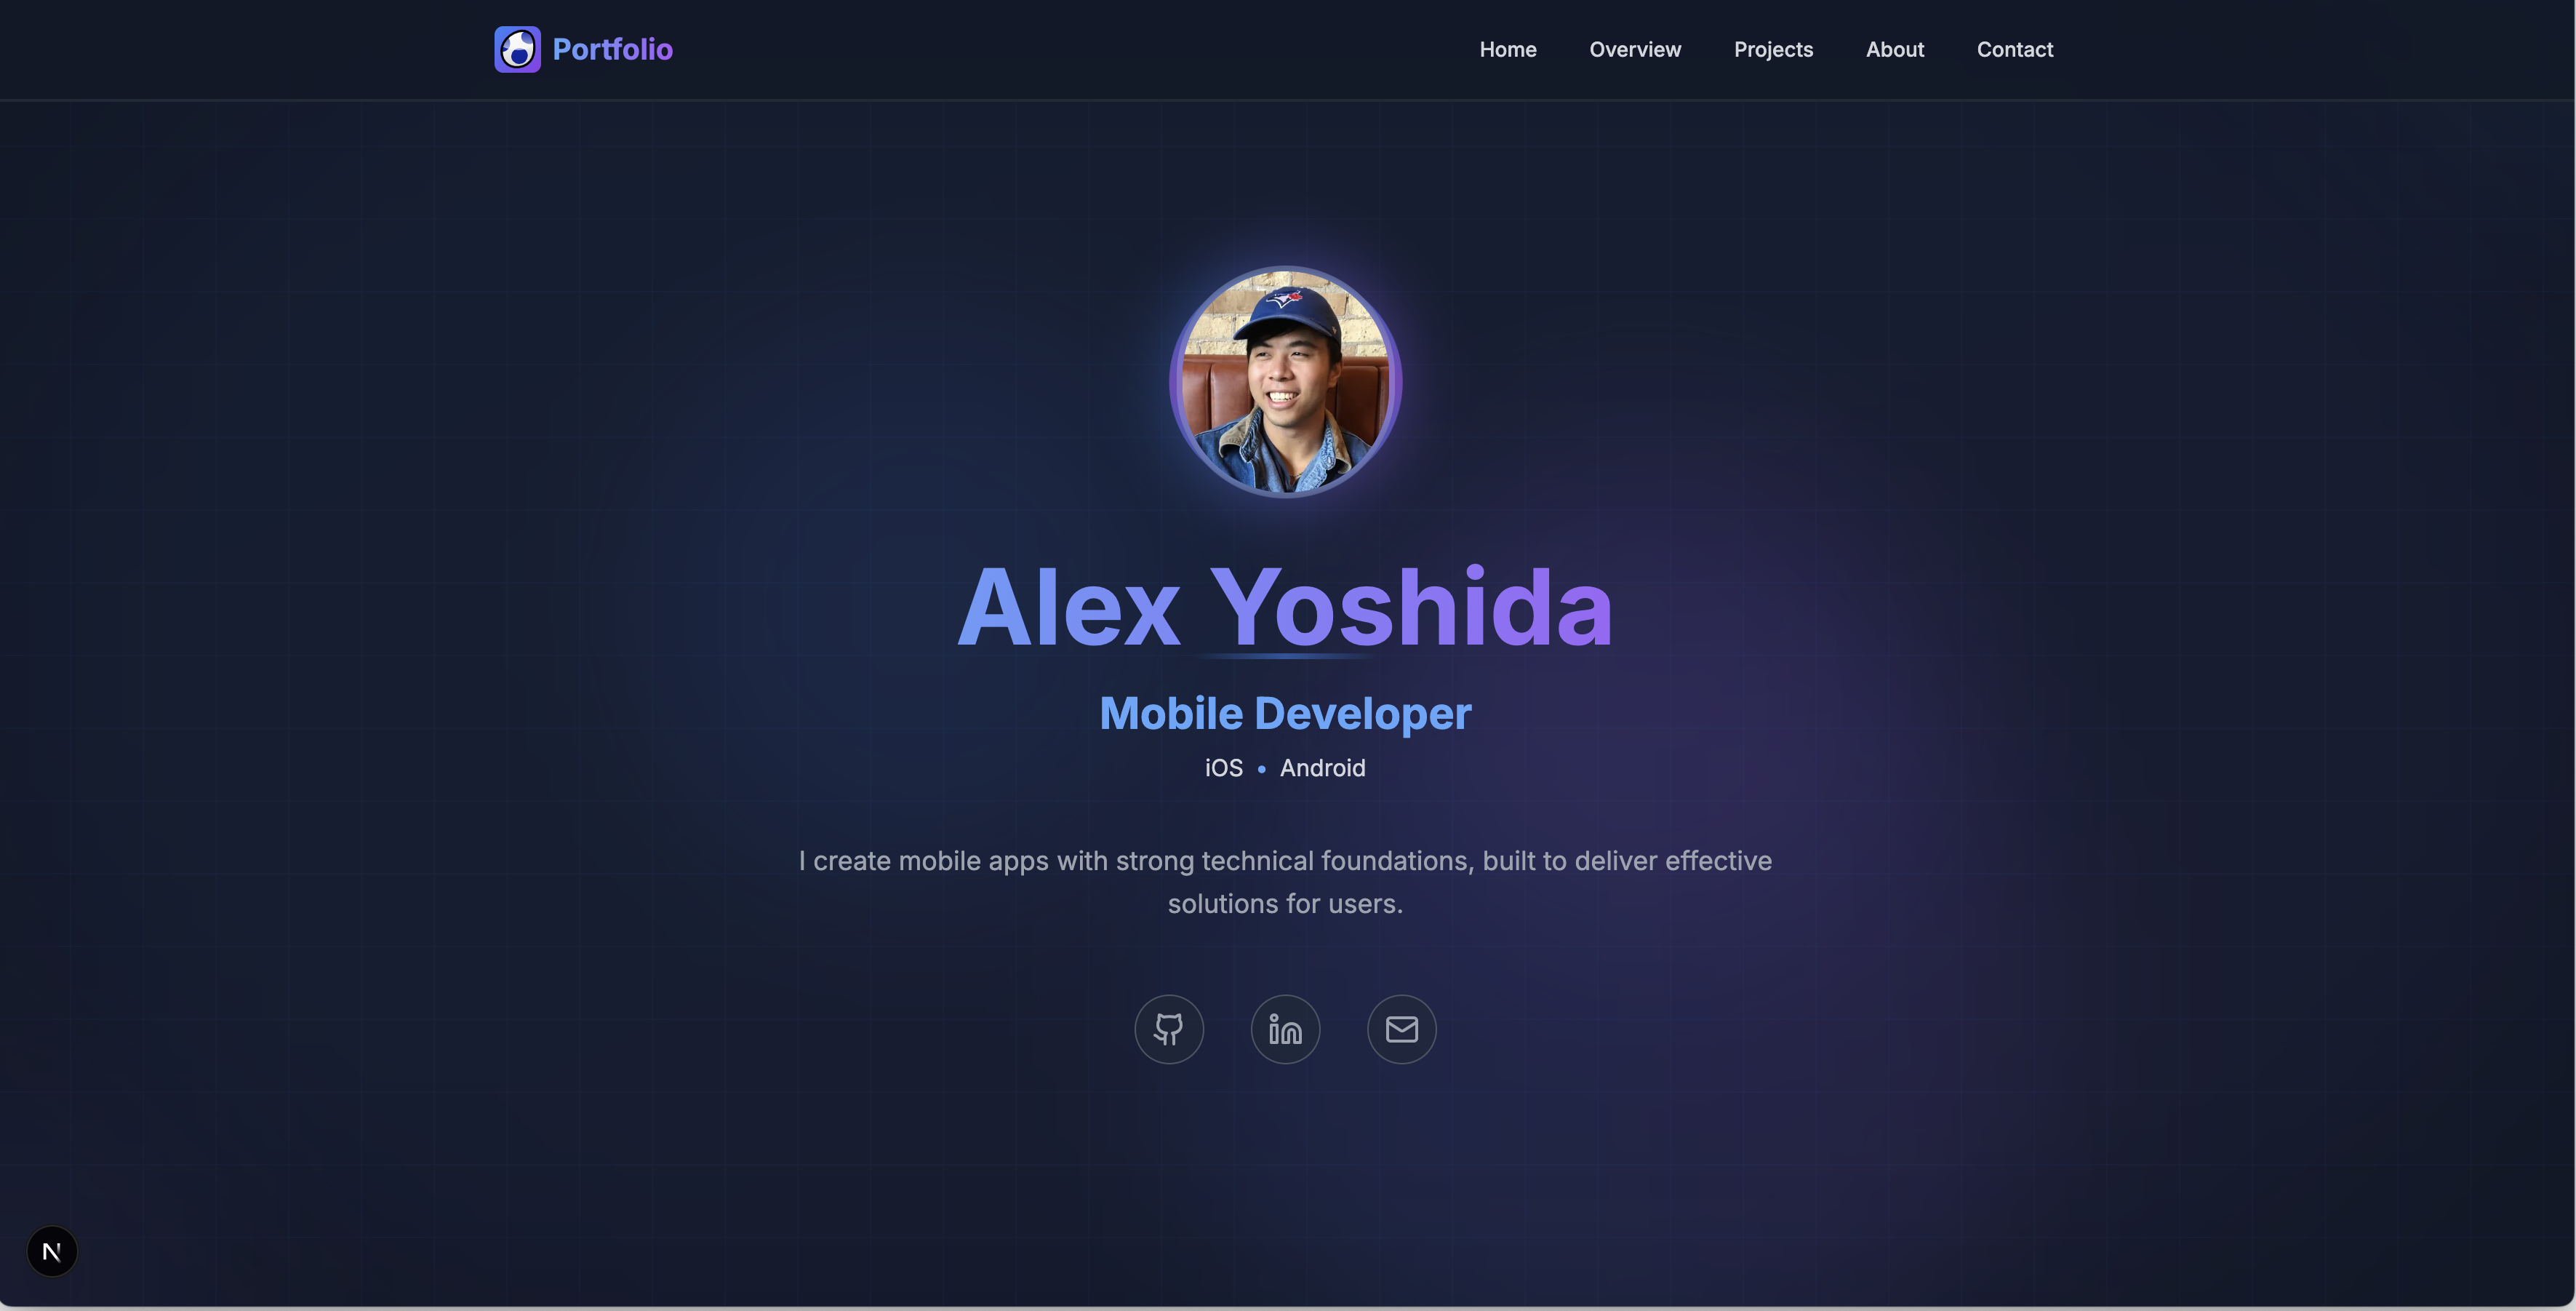 Portfolio
Home Overview Projects About Contact
Alex Yoshida
Mobile Developer
iOS • Android
I create mobile apps with strong technical foundations, built to deliver effective
solutions for users.
N